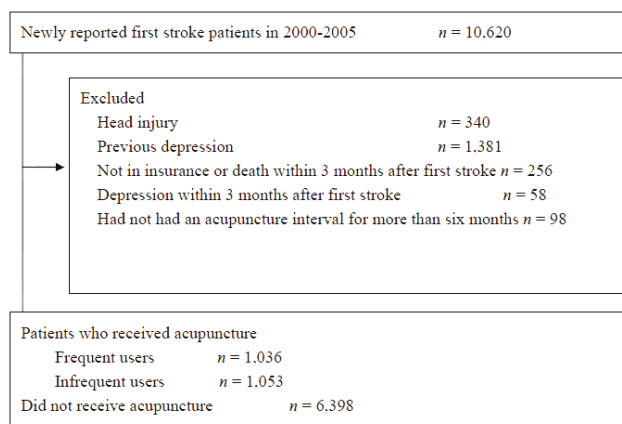 Newly reported first stroke patients in 2000-2005 n = 10,620
Excluded
Head injury n = 340
Previous depression n = 1,381
Not in insurance or death within 3 months after first stroke n = 256
Depression within 3 months after first stroke n = 58
Had not had an acupuncture interval for more than six months n = 98
Patients who received acupuncture
Frequent users n = 1,036
Infrequent users n = 1,053
Did not receive acupuncture n = 6,398